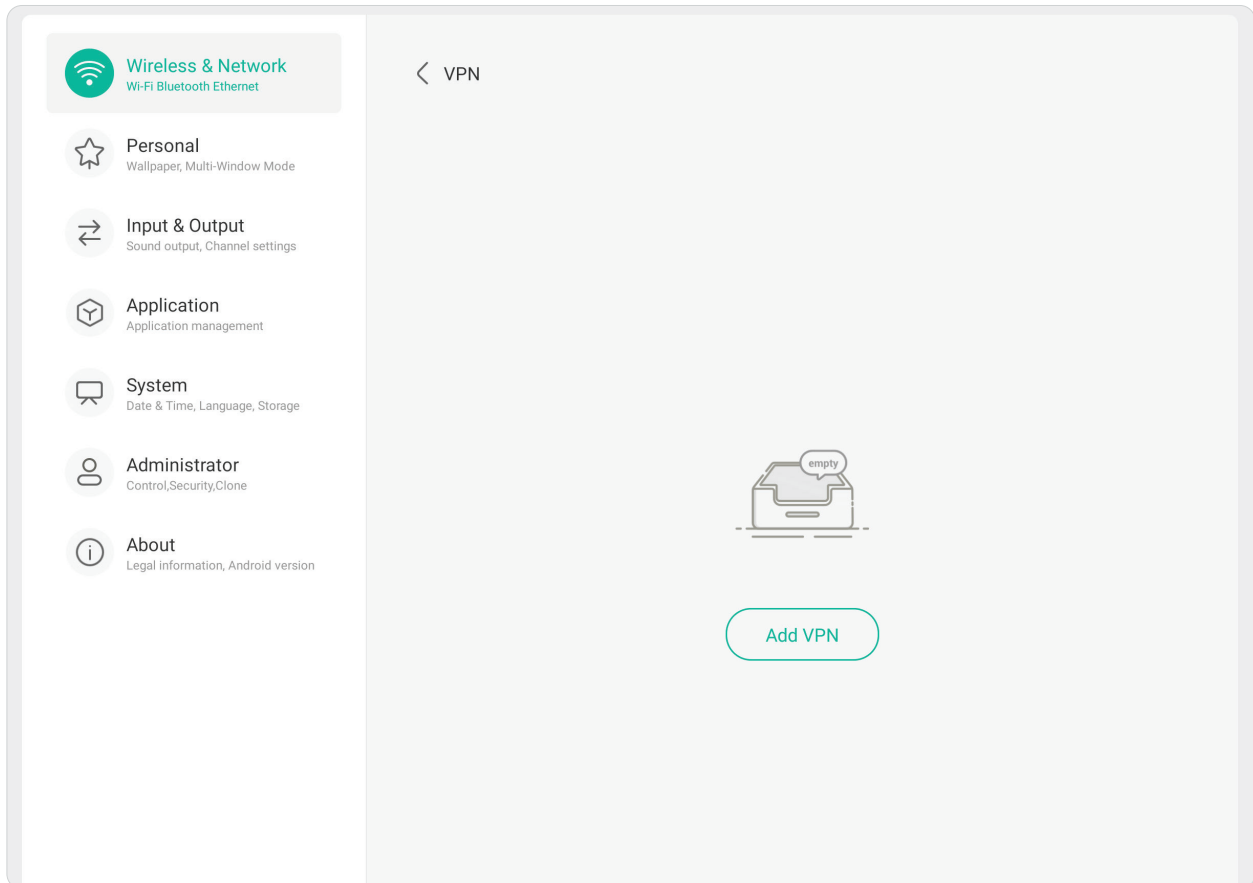 Wireless & Network
Wi-Fi Bluetooth Ethernet
VPN
Personal
Wallpaper, Multi-Window Mode
Input & Output
Sound output, Channel settings
Application
Application management
System
Date & Time, Language, Storage
Administrator
Control,Security,Clone
About
Legal information, Android version
empty
Add VPN